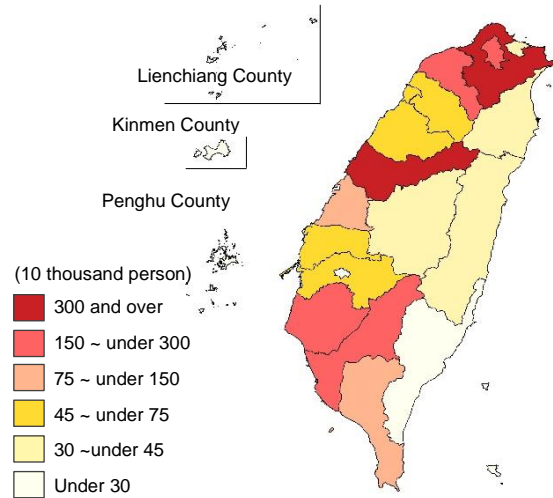 Lienchiang County
Kinmen County
Penghu County
(10 thousand person)
300 and over
150 ~ under 300
75 ~ under 150
45 ~ under 75
30 ~under 45
Under 30